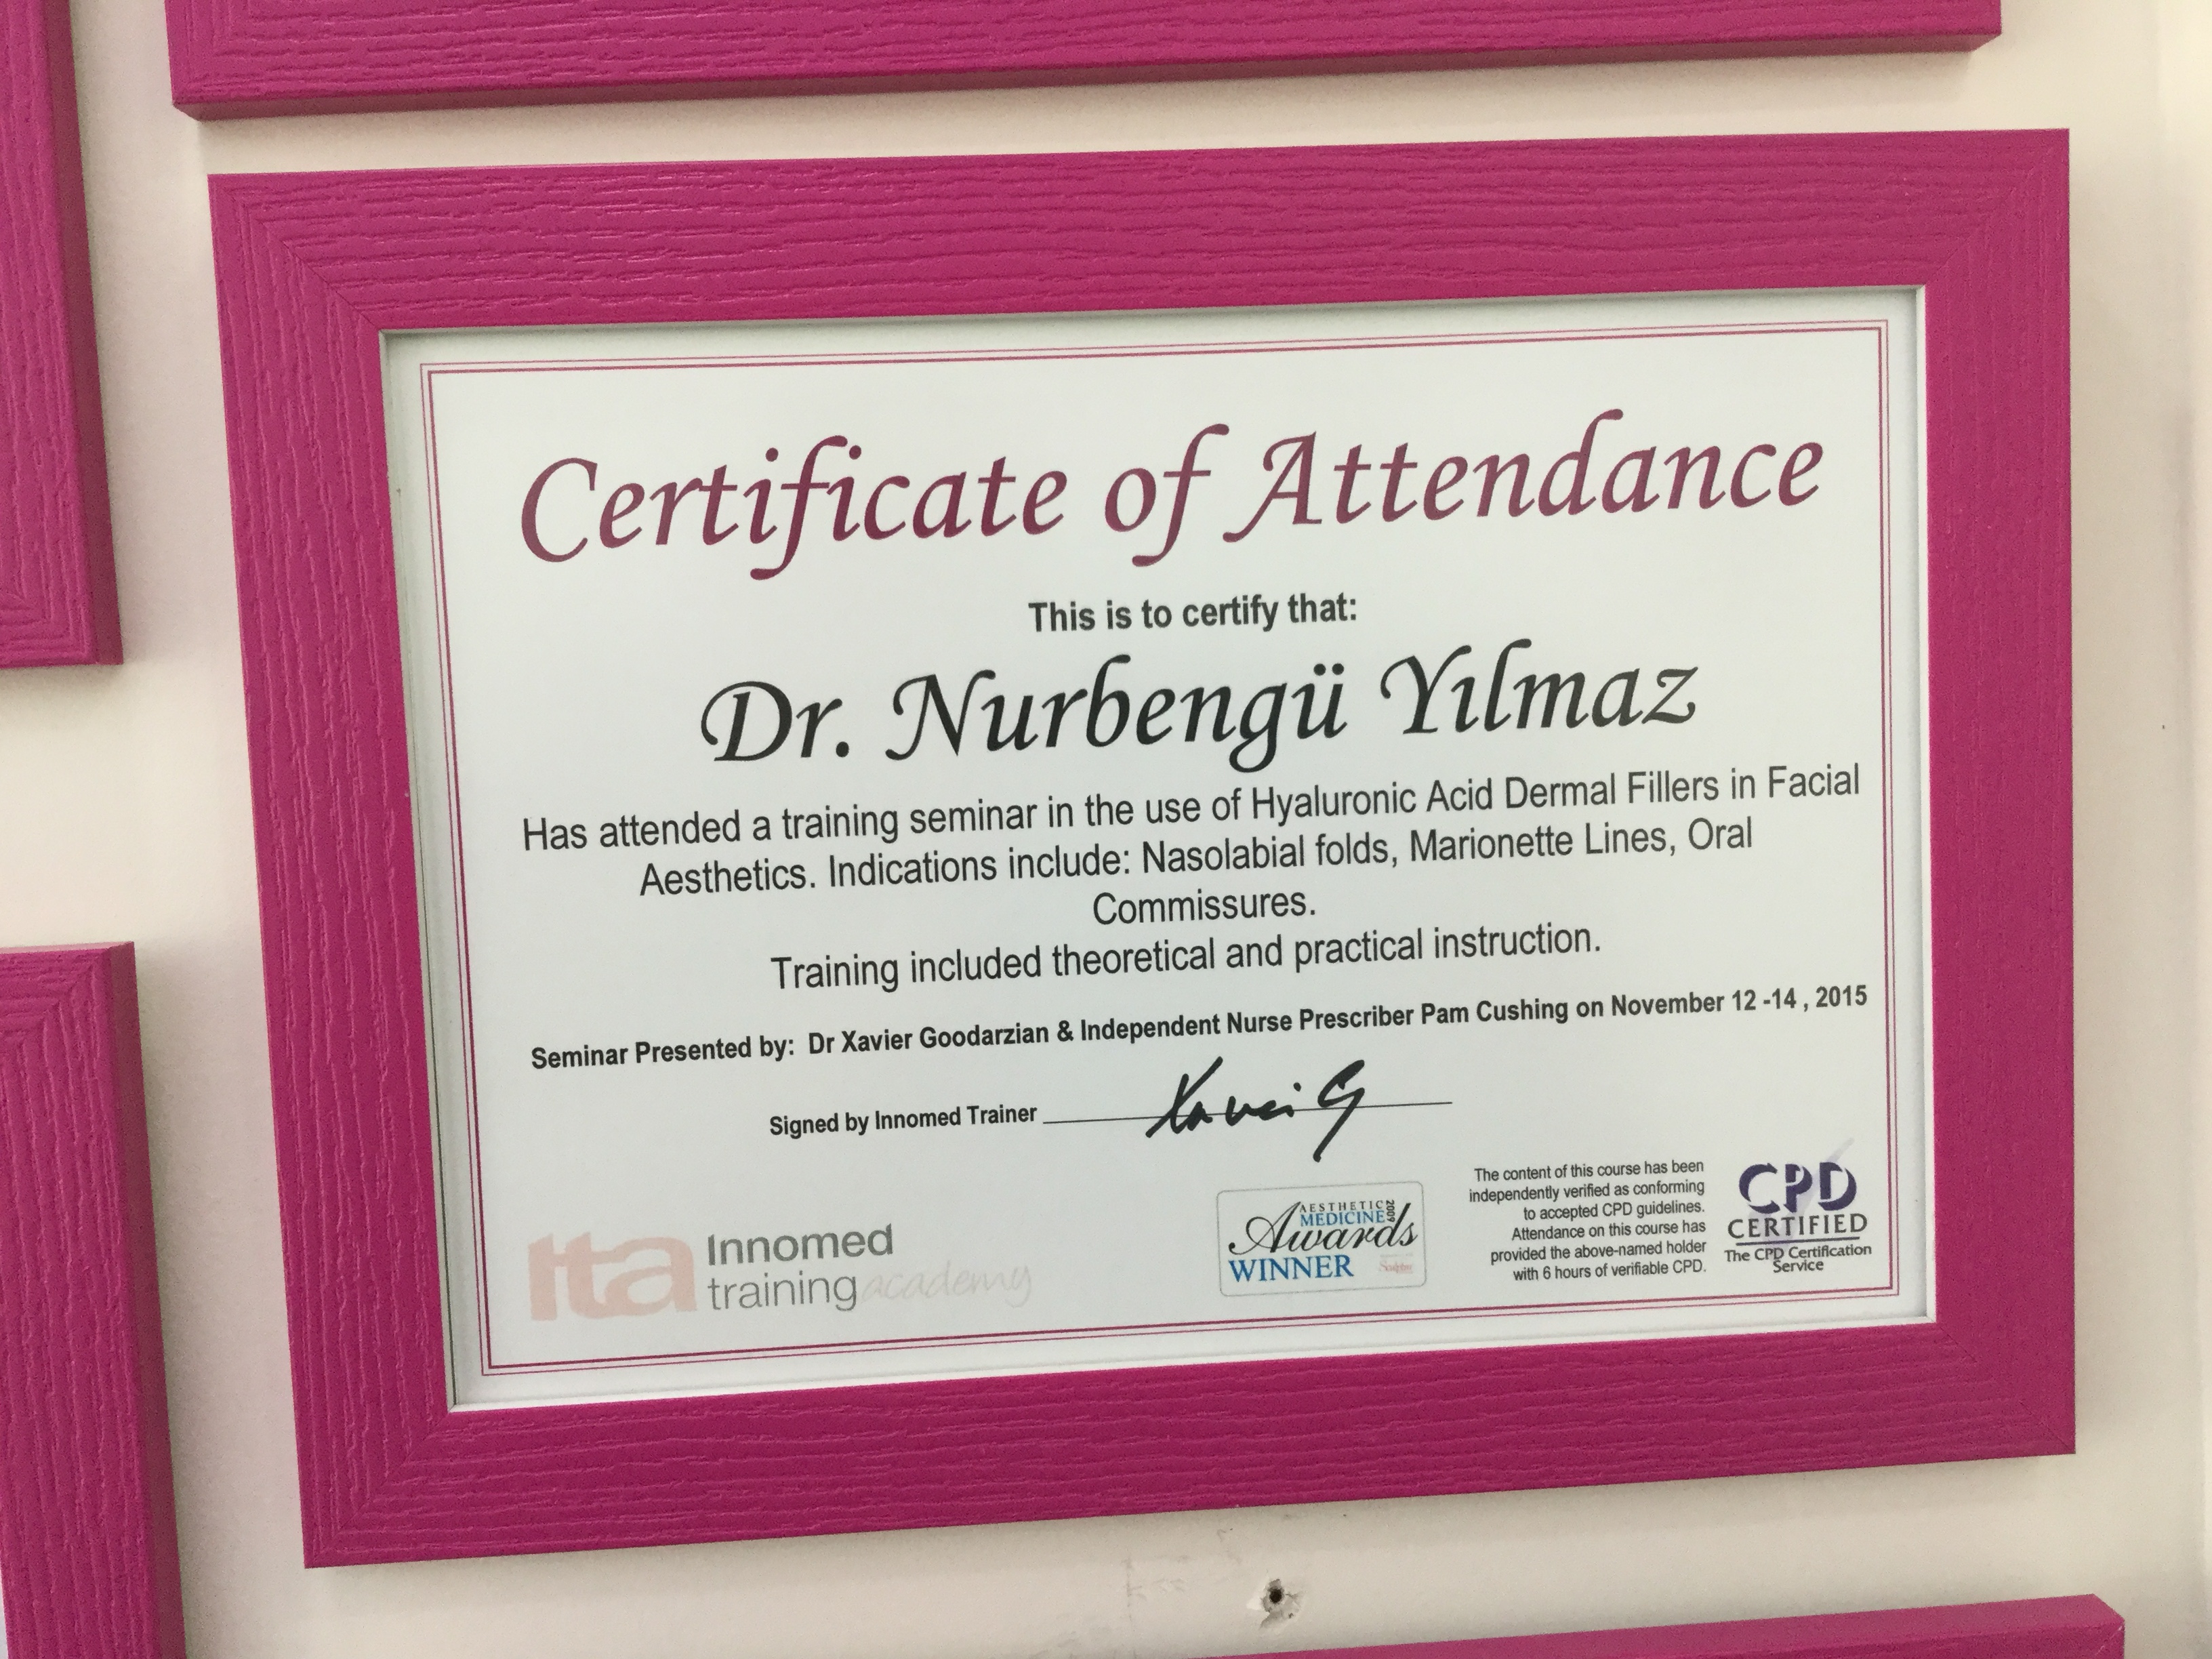 Certificate of Attendance
This is to certify that:
Dr. Nurbengü Yılmaz
Has attended a training seminar in the use of Hyaluronic Acid Dermal Fillers in Facial
Aesthetics. Indications include: Nasolabial folds, Marionette Lines, Oral
Commissures.
Training included theoretical and practical instruction.
Seminar Presented by: Dr Xavier Goodarzian & Independent Nurse Prescriber Pam Cushing on November 12 -14 , 2015
Signed by Innomed Trainer
ita
Innomed
training academy
AESTHETIC
MEDICINE
2009
Awards
WINNER
The content of this course has been
independently verified as conforming
to accepted CPD guidelines.
Attendance on this course has
provided the above-named holder
with 6 hours of verifiable CPD.
CPD
CERTIFIED
The CPD Certification
Service